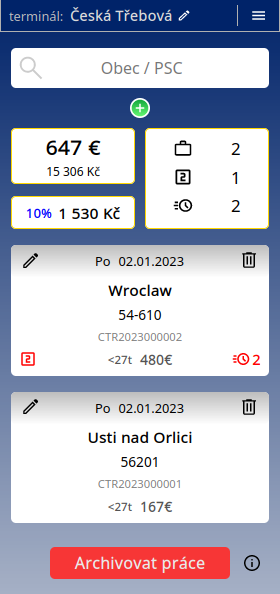 terminál: Česká Třebová
Obec / PSC
647 €
15 306 Kč
10% 1 530 Kč
2
1
2
Po 02.01.2023
Wroclaw
54-610
CTR2023000002
<27t 480€
2
Po 02.01.2023
Usti nad Orlici
56201
CTR2023000001
<27t 167€
Archivovat práce